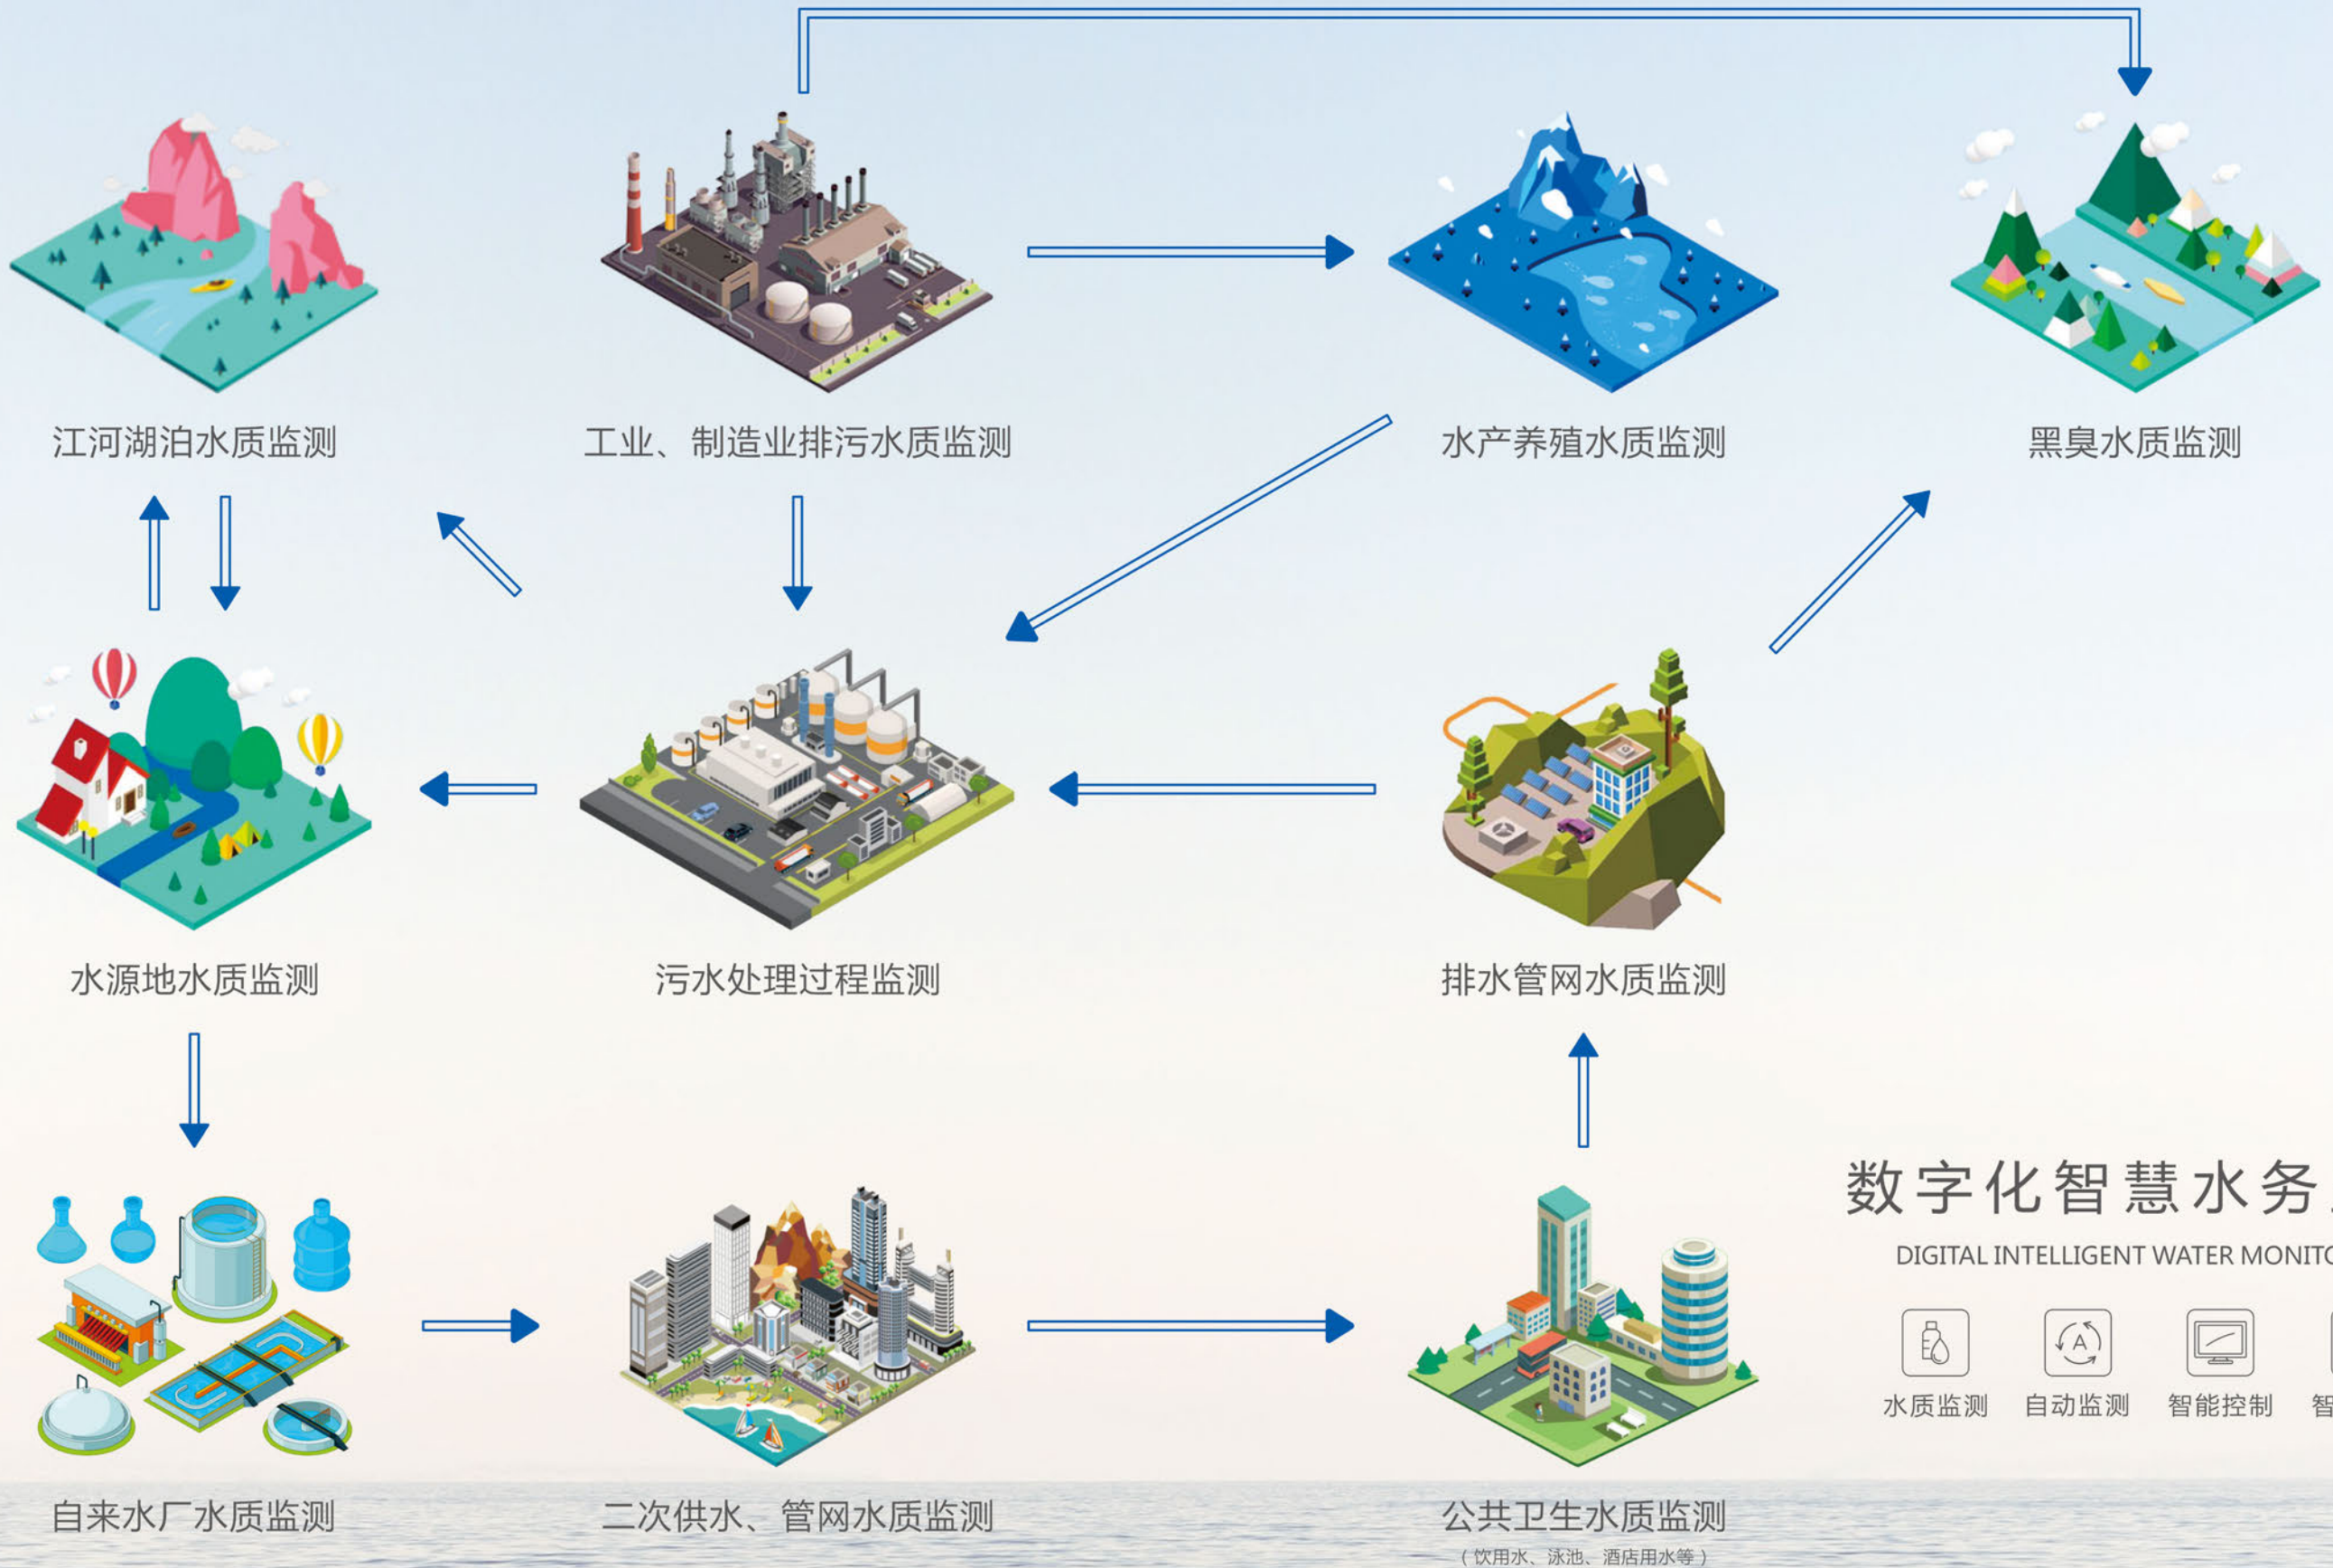 江河湖泊水质监测
工业、制造业排污水质监测
水产养殖水质监测
黑臭水质监测
水源地水质监测
污水处理过程监测
排水管网水质监测
数字化智慧水务
DIGITAL INTELLIGENT WATER MONITO
A
水质监测
自动监测
智能控制
智
自来水厂水质监测
二次供水、管网水质监测
公共卫生水质监测
（饮用水、泳池、酒店用水等）